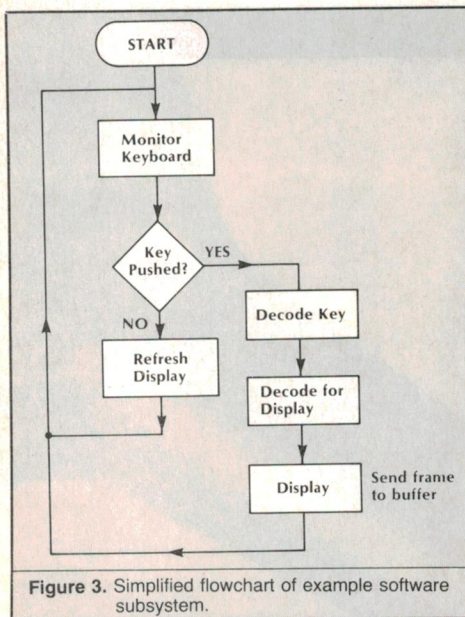 START
Monitor
Keyboard
Key
Pushed?
YES
NO
Refresh
Display
Decode Key
Decode for
Display
Display
Send frame
to buffer
Figure 3. Simplified flowchart of example software
subsystem.